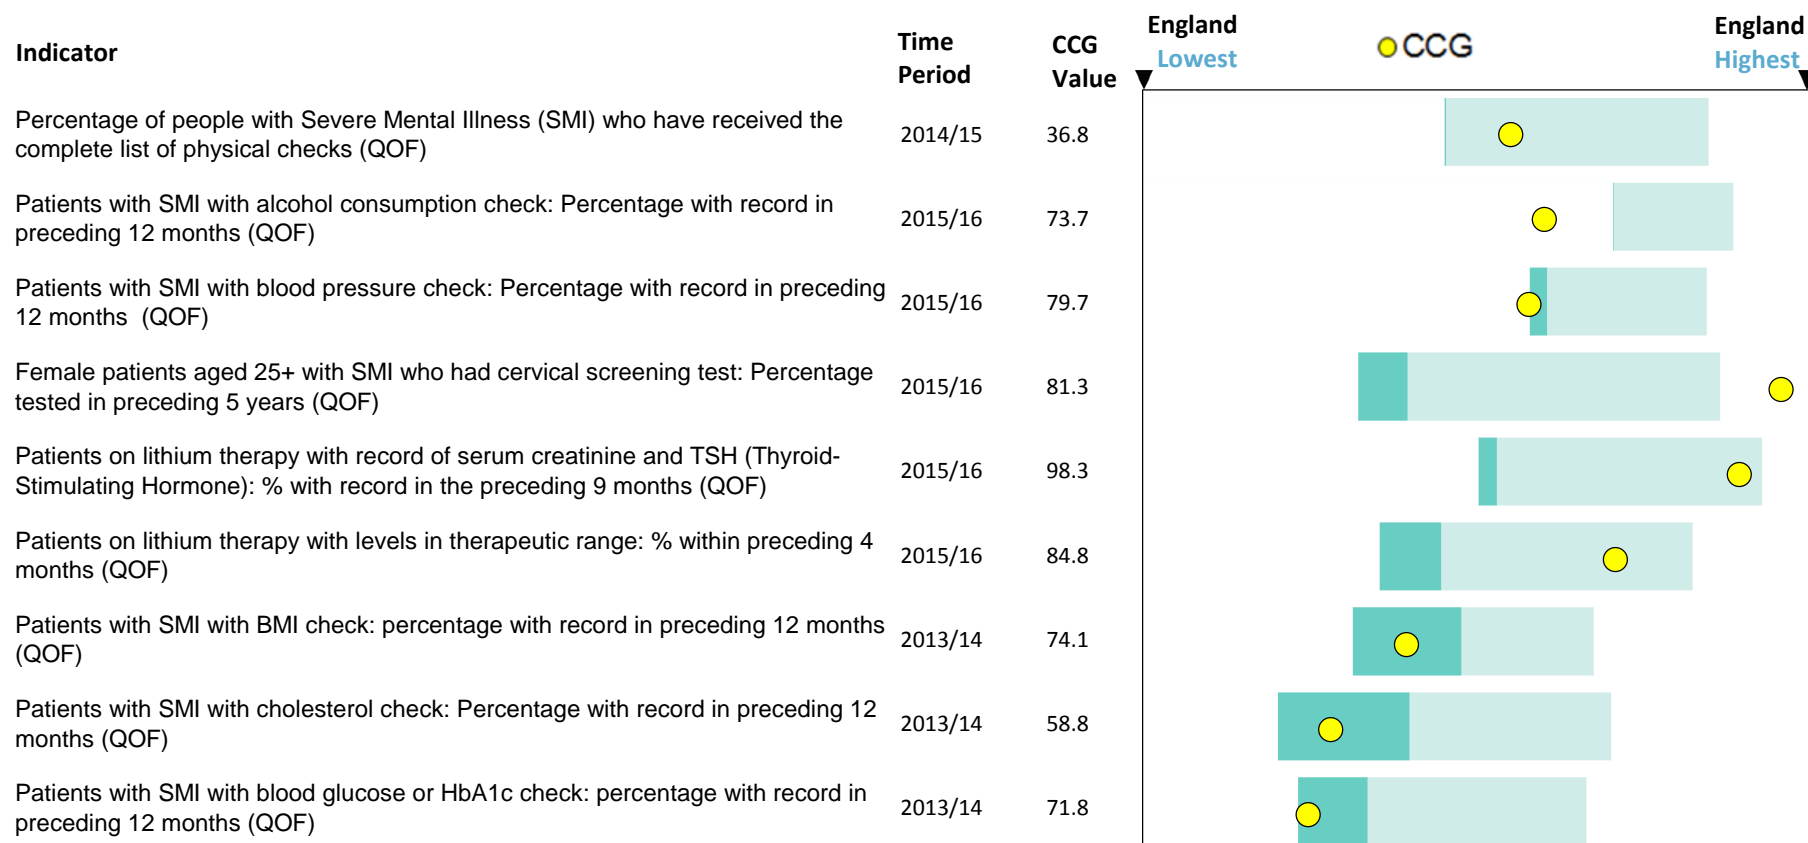 Indicator
Time
Period
CCG
Value
England
Lowest
CCG
England
Highest
Percentage of people with Severe Mental Illness (SMI) who have received the
complete list of physical checks (QOF)
2014/15
36.8
Patients with SMI with alcohol consumption check: Percentage with record in
preceding 12 months (QOF)
2015/16
73.7
Patients with SMI with blood pressure check: Percentage with record in preceding
12 months  (QOF)
2015/16
79.7
Female patients aged 25+ with SMI who had cervical screening test: Percentage
tested in preceding 5 years (QOF)
2015/16
81.3
Patients on lithium therapy with record of serum creatinine and TSH (Thyroid-
Stimulating Hormone): % with record in the preceding 9 months (QOF)
2015/16
98.3
Patients on lithium therapy with levels in therapeutic range: % within preceding 4
months (QOF)
2015/16
84.8
Patients with SMI with BMI check: percentage with record in preceding 12 months
(QOF)
2013/14
74.1
Patients with SMI with cholesterol check: Percentage with record in preceding 12
months (QOF)
2013/14
58.8
Patients with SMI with blood glucose or HbA1c check: percentage with record in
preceding 12 months (QOF)
2013/14
71.8